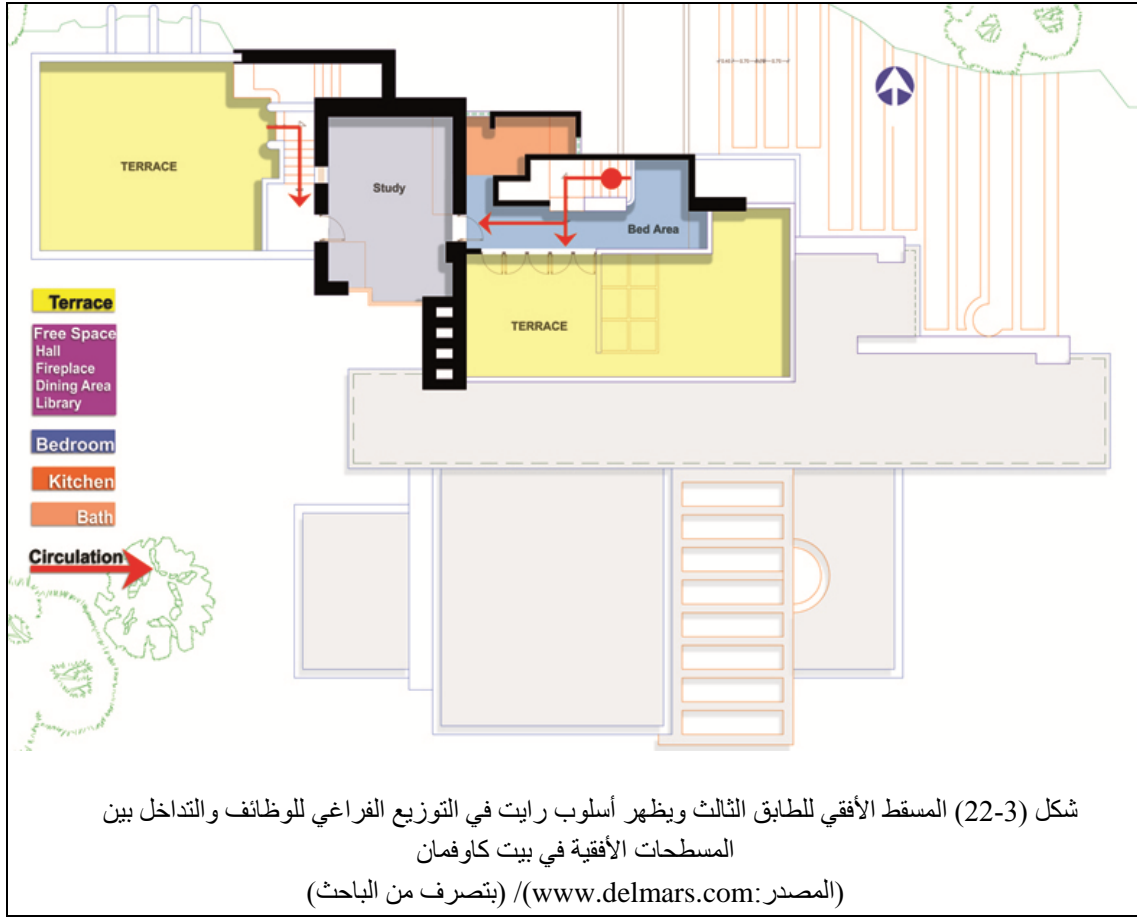 TERRACE
Study
Bed Area
TERRACE
Terrace
Free Space
Hall
Fireplace
Dining Area
Library
Bedroom
Kitchen
Bath
Circulation
شكل (3-22) المسقط الأفقي للطابق الثالث ويظهر أسلوب رايت في التوزيع الفراغي للوظائف والتداخل بين
المسطحات الأفقية في بيت كاوفمان
(المصدر:www.delmars.com)/ (بتصرف من الباحث)